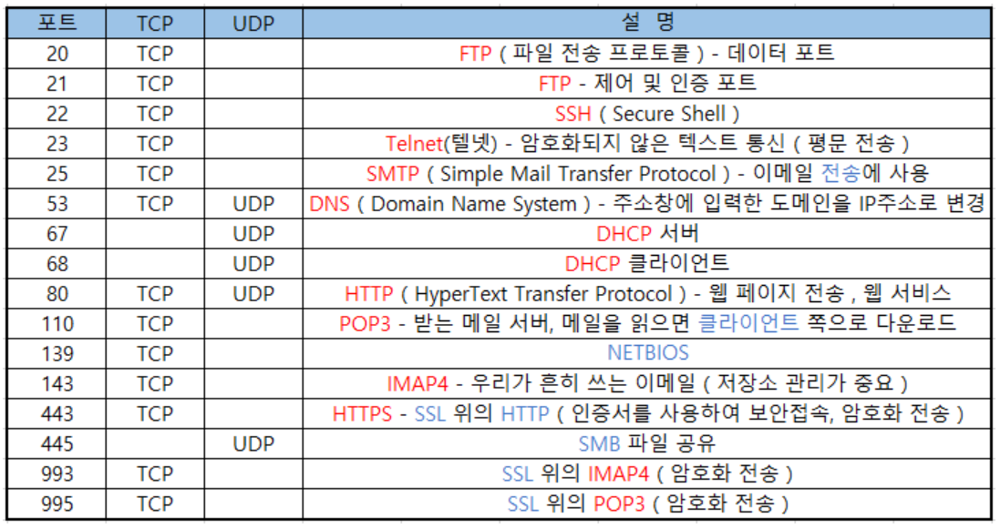 포트 TCP UDP 설 명
20 TCP FTP ( 파일 전송 프로토콜 ) - 데이터 포트
21 TCP FTP - 제어 및 인증 포트
22 TCP SSH ( Secure Shell )
23 TCP Telnet(텔넷) - 암호화되지 않은 텍스트 통신 ( 평문 전송 )
25 TCP SMTP ( Simple Mail Transfer Protocol ) - 이메일 전송에 사용
53 TCP UDP DNS ( Domain Name System ) - 주소창에 입력한 도메인을 IP주소로 변경
67 UDP DHCP 서버
68 UDP DHCP 클라이언트
80 TCP UDP HTTP ( HyperText Transfer Protocol ) - 웹 페이지 전송 , 웹 서비스
110 TCP POP3 - 받는 메일 서버, 메일을 읽으면 클라이언트 쪽으로 다운로드
139 TCP NETBIOS
143 TCP IMAP4 - 우리가 흔히 쓰는 이메일 ( 저장소 관리가 중요 )
443 TCP HTTPS - SSL 위의 HTTP ( 인증서를 사용하여 보안접속, 암호화 전송 )
445 UDP SMB 파일 공유
993 TCP SSL 위의 IMAP4 ( 암호화 전송 )
995 TCP SSL 위의 POP3 ( 암호화 전송 )